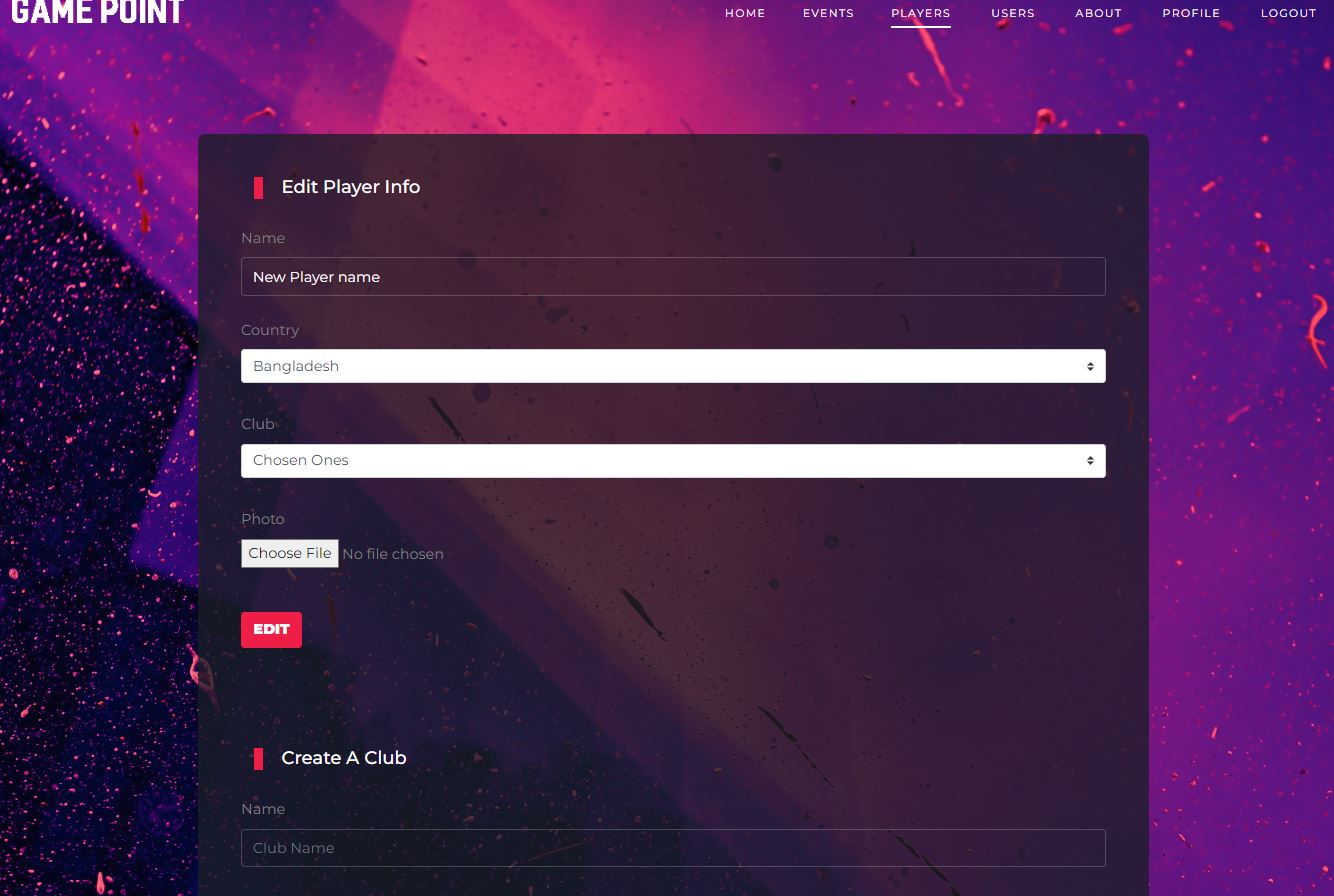 GAME POINT
HOME EVENTS PLAYERS USERS ABOUT PROFILE LOGOUT
Edit Player Info
Name
New Player name
Country
Bangladesh
Club
Chosen Ones
Photo
Choose File No file chosen
EDIT
Create A Club
Name
Club Name